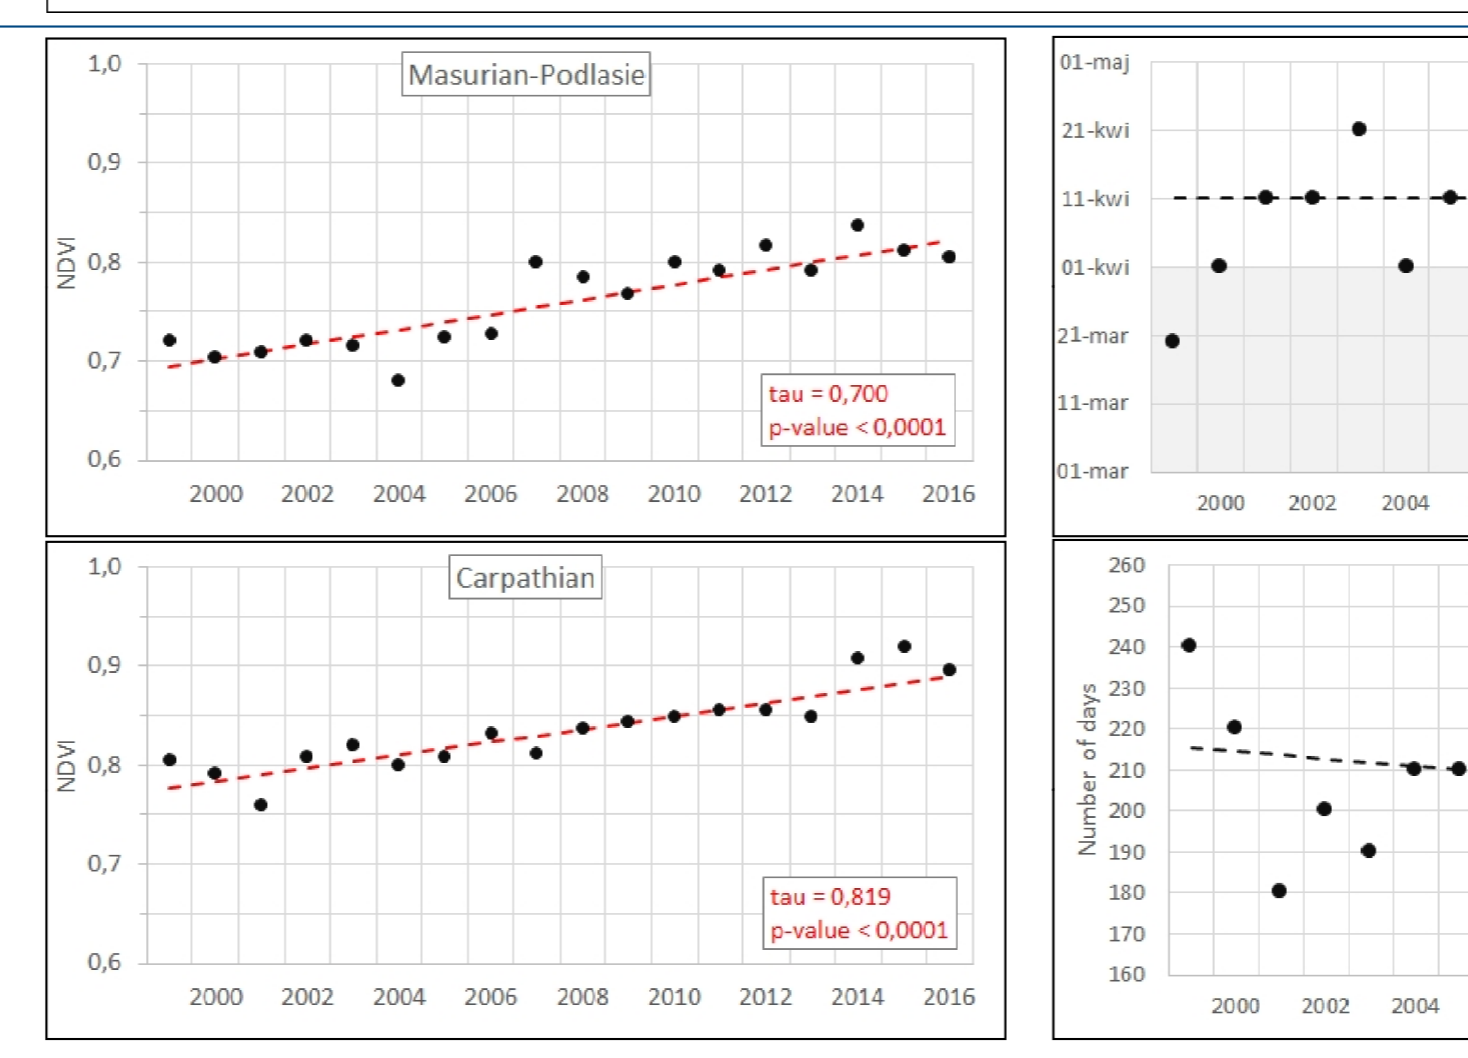 Masurian-Podlasie
1,0
0,9
0,8
0,7
0,6
NDVI
tau = 0,700
p-value < 0,0001
2000 2002 2004 2006 2008 2010 2012 2014 2016
01-maj
21-kwi
11-kwi
01-kwi
21-mar
11-mar
01-mar
2000 2002 2004
Carpathian
1,0
0,9
0,8
0,7
0,6
NDVI
tau = 0,819
p-value < 0,0001
2000 2002 2004 2006 2008 2010 2012 2014 2016
260
250
240
230
220
210
200
190
180
170
160
Number of days
2000 2002 2004